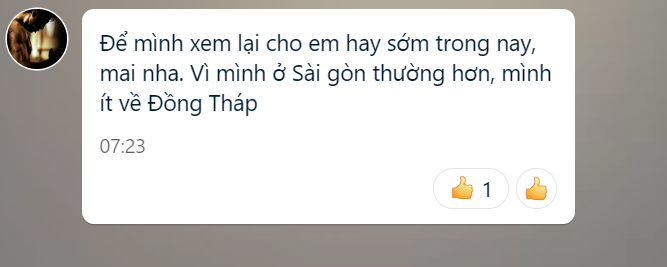 Để mình xem lại cho em hay sớm trong nay,
mai nha. Vì mình ở Sài gòn thường hơn, mình
ít về Đồng Tháp
07:23
1